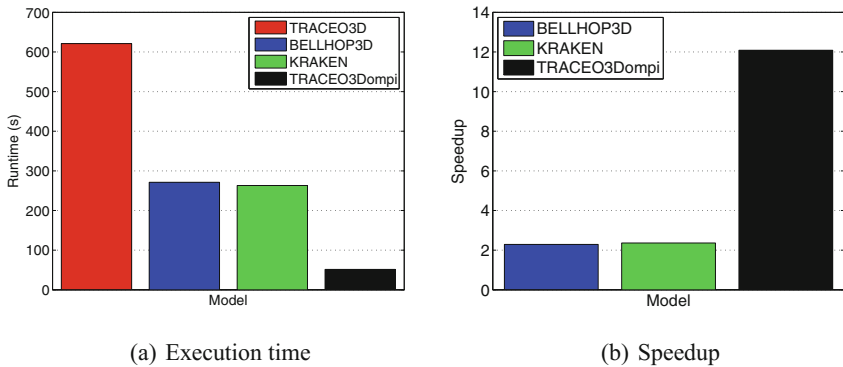 700
600
500
400
300
200
100
0
Runtime (s)
TRACEO3D
BELLHOP3D
KRAKEN
TRACEO3Dompi
Model
(a) Execution time
14
12
10
8
6
4
2
0
Speedup
BELLHOP3D
KRAKEN
TRACEO3Dompi
Model
(b) Speedup